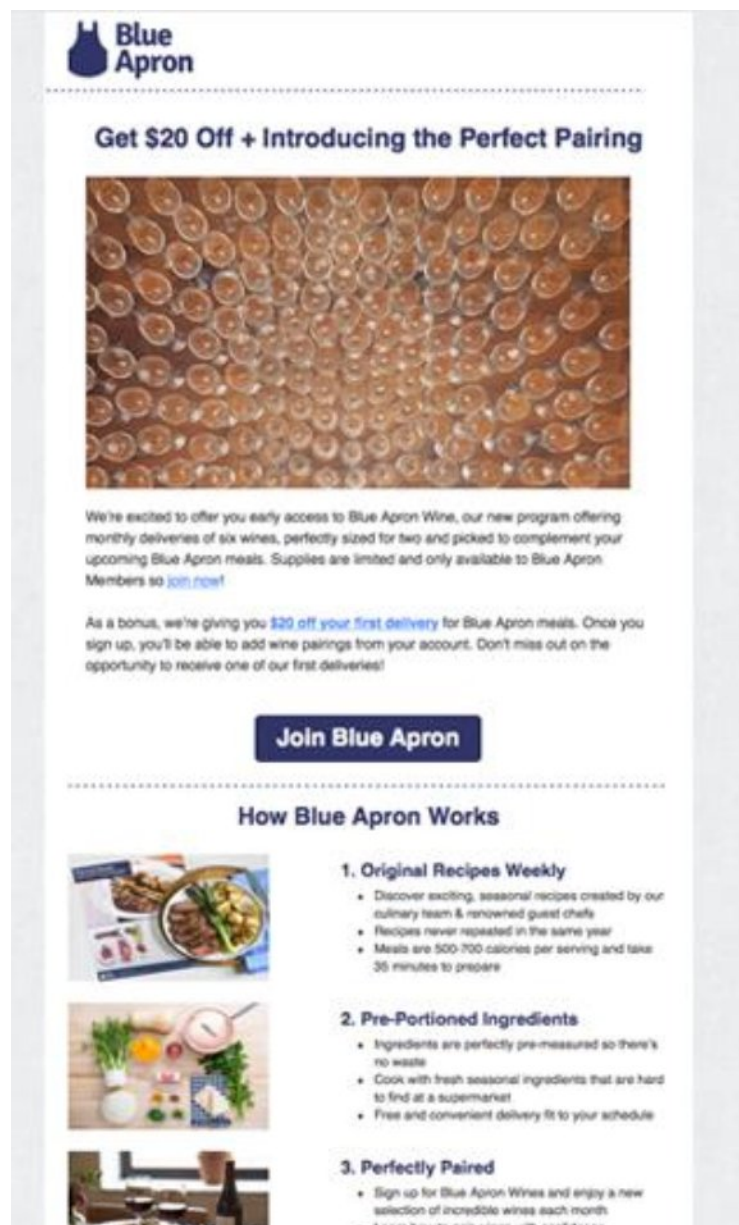 Blue
Apron
Get $20 Off + Introducing the Perfect Pairing
We're excited to offer you early access to Blue Apron Wine, our new program offering
monthly deliveries of six wines, perfectly sized for two and picked to complement your
upcoming Blue Apron meals. Supplies are limited and only available to Blue Apron
Members so join now!
As a bonus, we're giving you $20 off your first delivery for Blue Apron meals. Once you
sign up, you'll be able to add wine pairings from your account. Don't miss out on the
opportunity to receive one of our first deliveries!
Join Blue Apron
How Blue Apron Works
1. Original Recipes Weekly
• Discover exciting, seasonal recipes created by our
culinary team & renowned guest chefs
• Recipes never repeated in the same year
• Meals are 500-700 calories per serving and take
35 minutes to prepare
2. Pre-Portioned Ingredients
• Ingredients are perfectly pre-measured so there's
no waste
• Cook with fresh seasonal ingredients that are hard
to find at a supermarket
• Free and convenient delivery fit to your schedule
3. Perfectly Paired
• Sign up for Blue Apron Wines and enjoy a new
selection of incredible wines each month